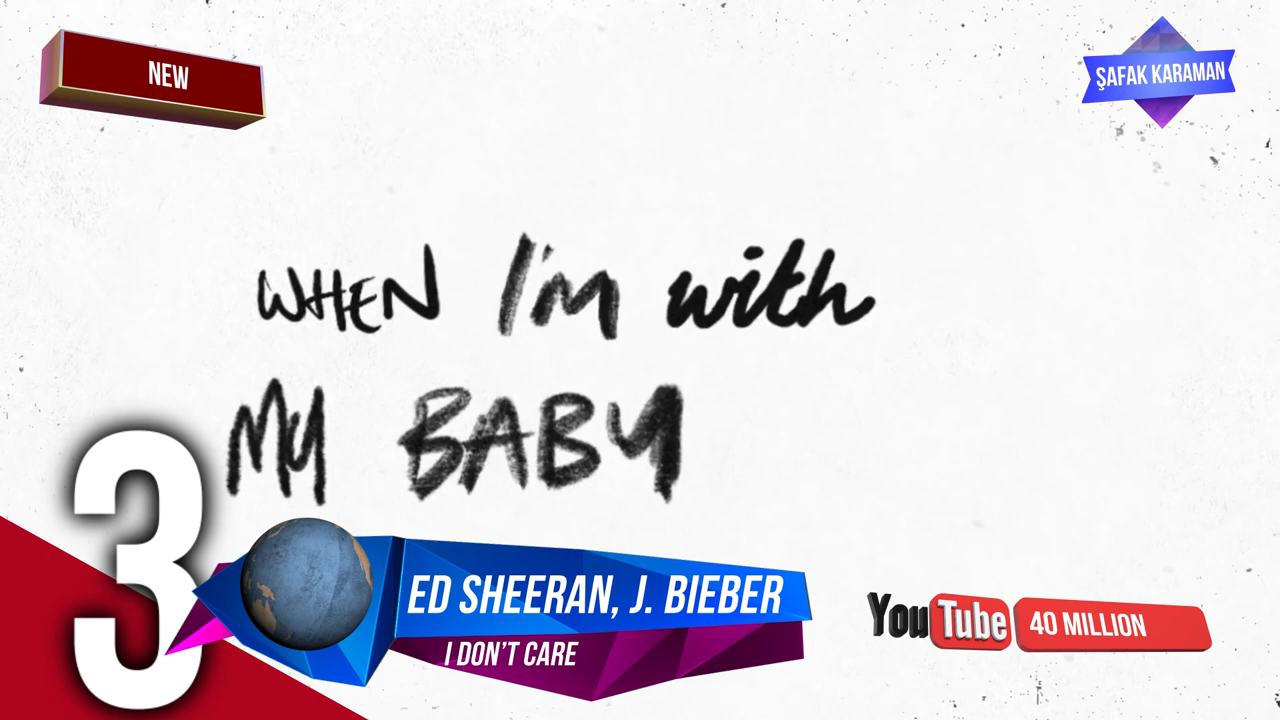 NEW
ŞAFAK KARAMAN
WHEN I'm with
MY BABY
3
ED SHEERAN, J. BIEBER
I DON'T CARE
YouTube 40 MILLION